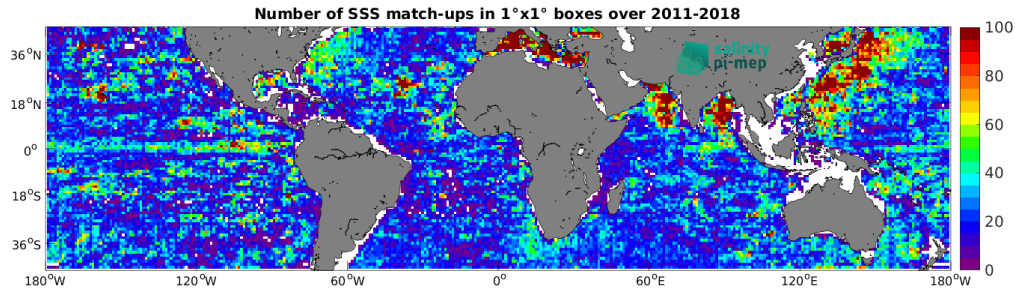 Number of SSS match-ups in 1°x1° boxes over 2011-2018
salinity
pi-mep
36°N
18°N
0°
18°S
36°S
180°W
120°W
60°W
0°
60°E
120°E
180°W
100
80
60
40
20
0